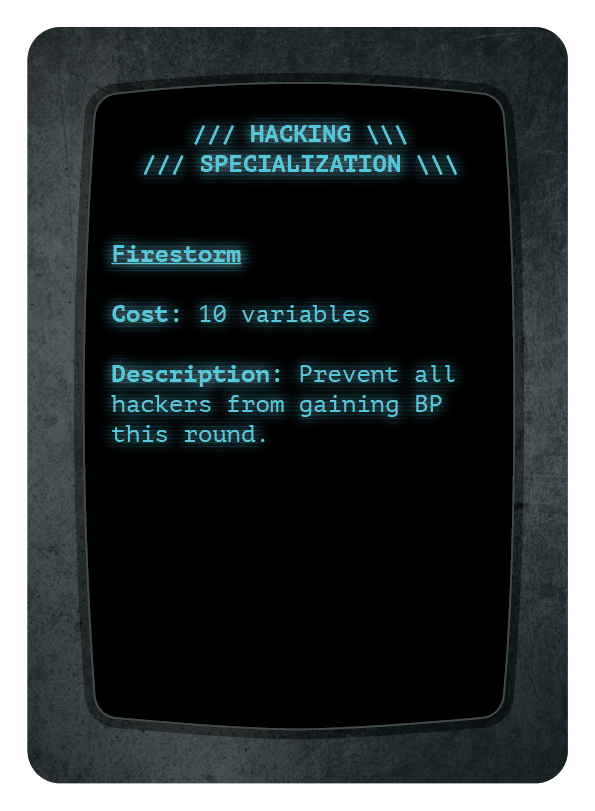 /// HACKING \\\
/// SPECIALIZATION \\\
Firestorm
Cost: 10 variables
Description: Prevent all
hackers from gaining BP
this round.